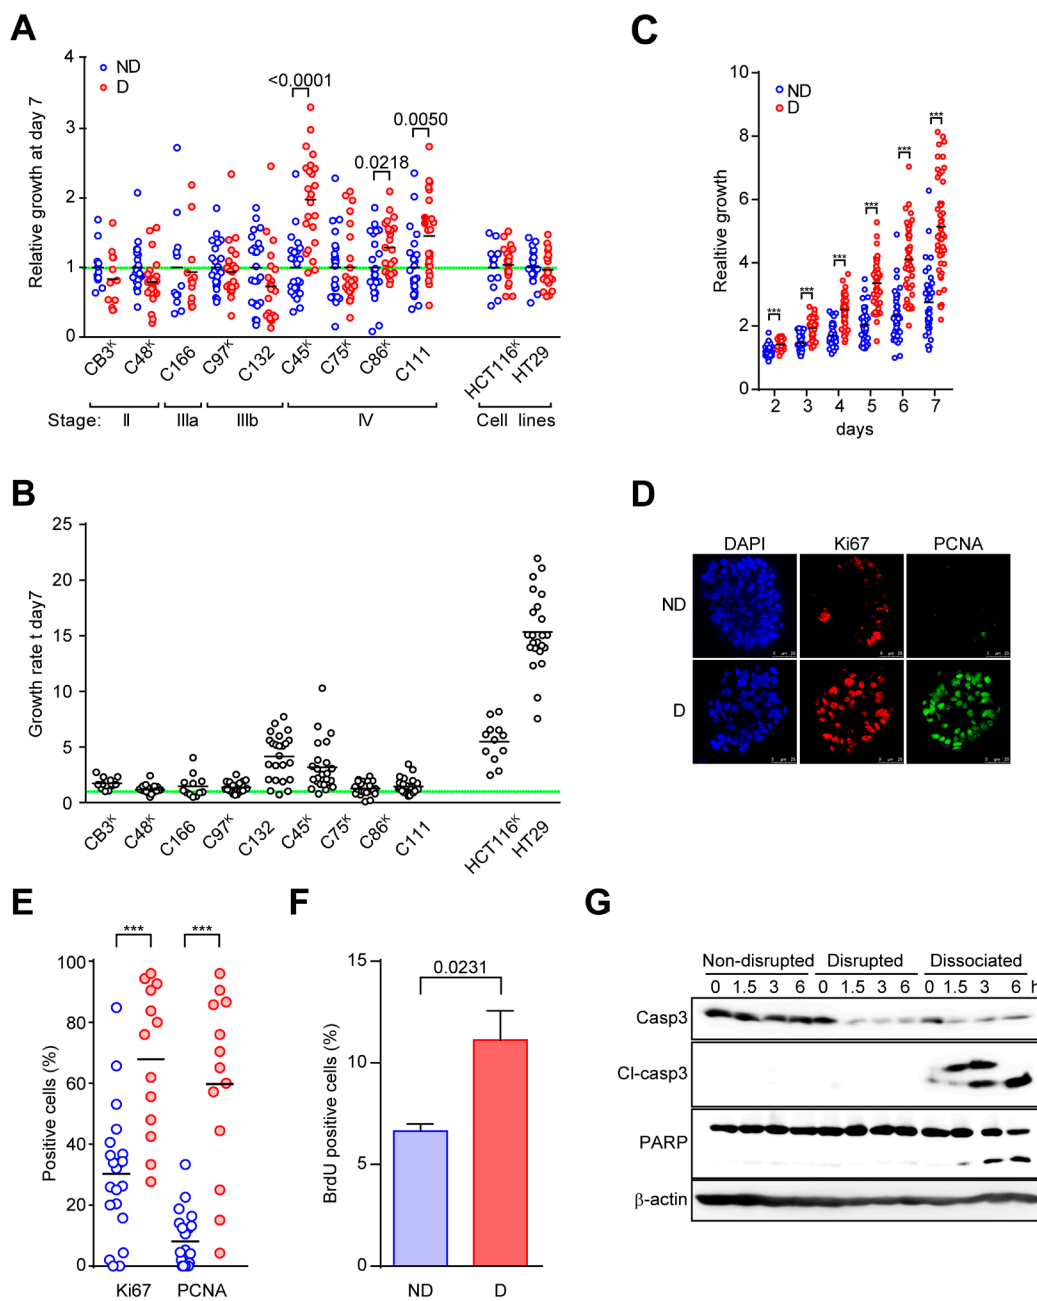 A
Relative growth at day 7
4
3
2
1
0
ND
D
<0.0001
0.0218
0.0050
CB3K
C48K
C166
C97K
C132
C45K
C75K
C86K
C111
HCT116K
HT29
Stage: II IIIa IIIb IV Cell lines
C
Realtive growth
10
8
6
4
2
0
ND
D
***
***
***
***
***
***
2 3 4 5 6 7
days
B
Growth rate t day7
25
20
15
10
5
0
CB3K
C48K
C166
C97K
C132
C45K
C75K
C86K
C111
HCT116K
HT29
D
DAPI Ki67 PCNA
ND
D
E
Positive cells (%)
100
80
60
40
20
0
*** ***
Ki67 PCNA
F
BrdU positive cells (%)
15
10
5
0
0.0231
ND D
G
Non-disrupted Disrupted Dissociated
0 1.5 3 6 0 1.5 3 6 0 1.5 3 6 h
Casp3
Cl-casp3
PARP
β-actin